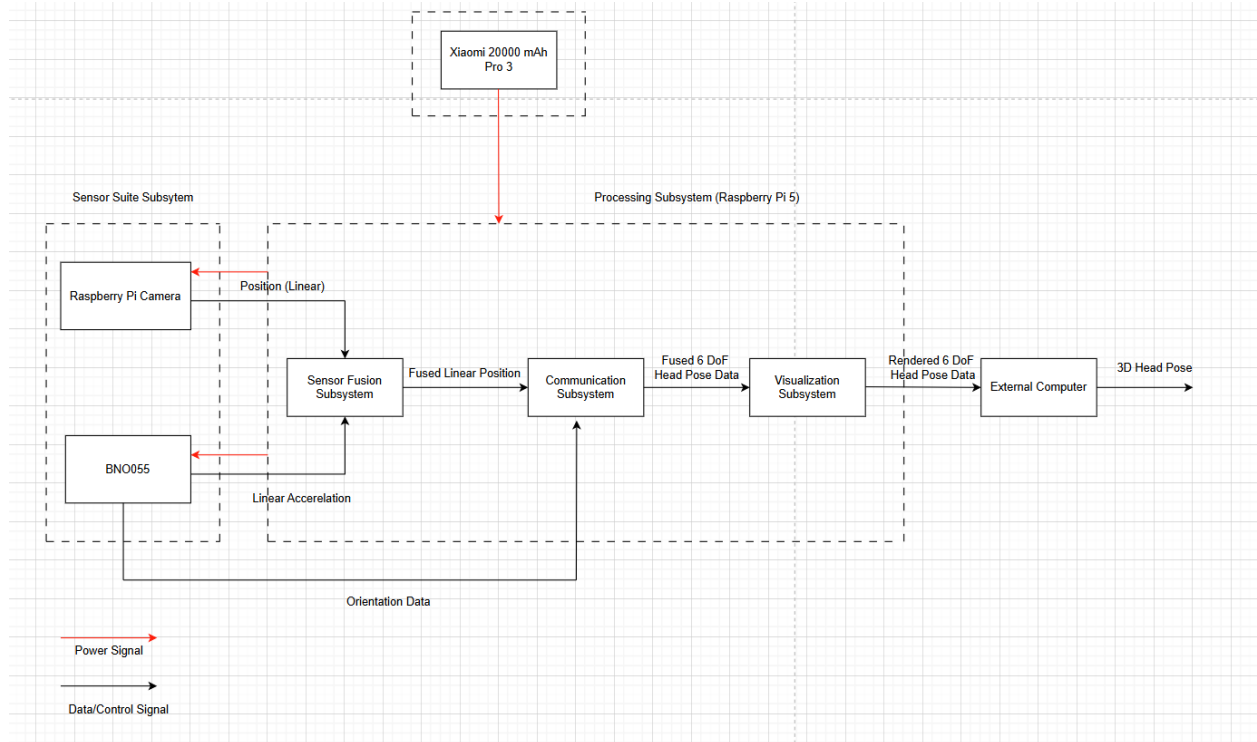 Xiaomi 20000 mAh
Pro 3
Sensor Suite Subsytem
Processing Subsystem (Raspberry Pi 5)
Raspberry Pi Camera
Position (Linear)
Sensor Fusion
Subsystem
Fused Linear Position
Communication
Subsystem
Fused 6 DoF
Head Pose Data
Visualization
Subsystem
Rendered 6 DoF
Head Pose Data
External Computer
3D Head Pose
BNO055
Linear Accerelation
Orientation Data
Power Signal
Data/Control Signal